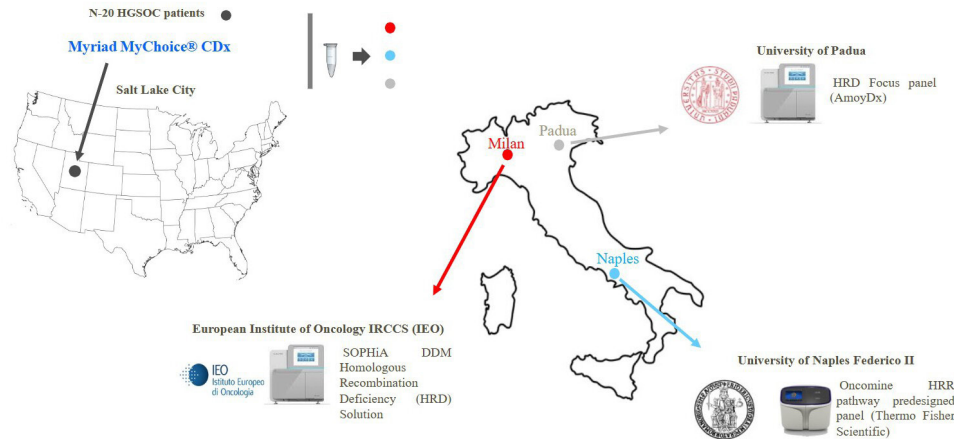 N-20 HGSOC patients
Myriad MyChoice® CDx
Salt Lake City
University of Padua
HRD Focus panel
(AmoyDx)
Padua
Milan
Naples
European Institute of Oncology IRCCS (IEO)
IEO
Istituto Europeo
di Oncologia
SOPHiA DDM
Homologous
Recombination
Deficiency (HRD)
Solution
University of Naples Federico II
Oncomine HRR
pathway predesigned
panel (Thermo Fisher
Scientific)